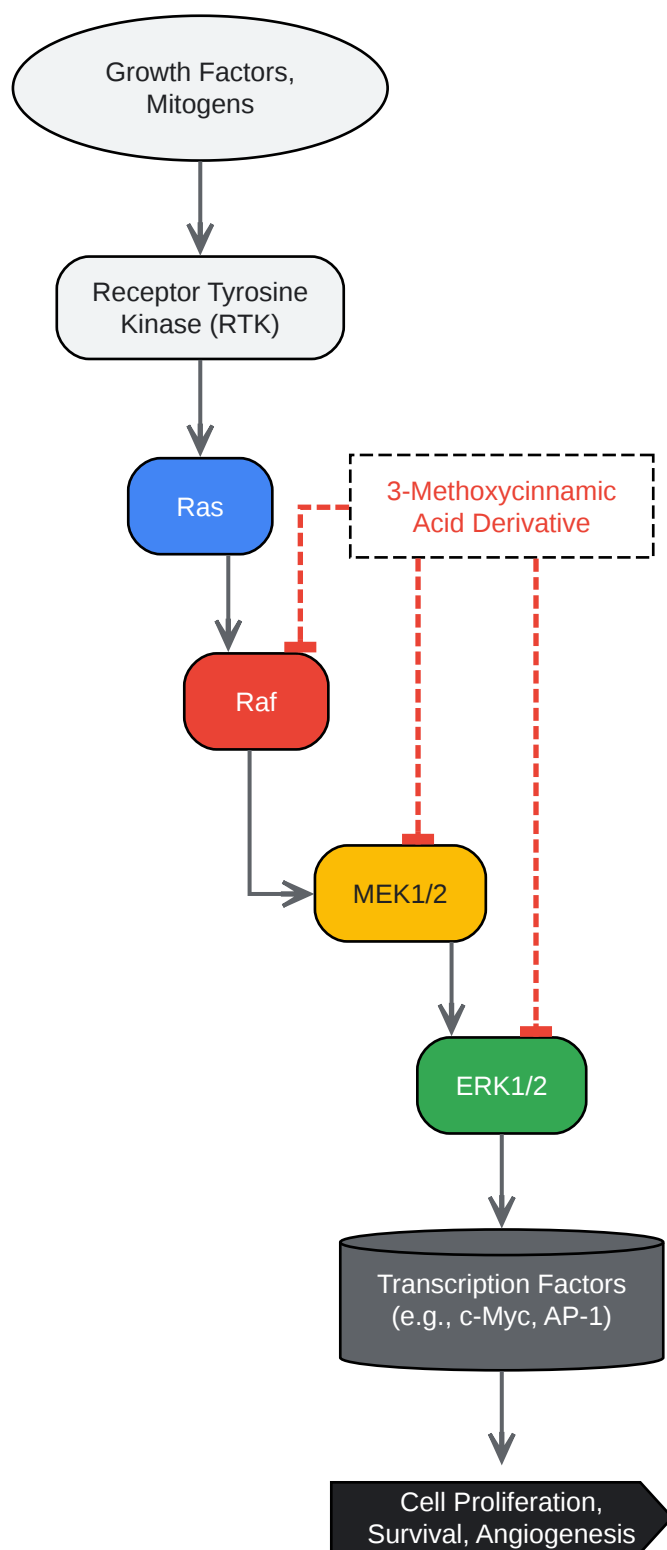 Growth Factors,
Mitogens
Receptor Tyrosine
Kinase (RTK)
Ras
3-Methoxycinnamic
Acid Derivative
Raf
MEK1/2
ERK1/2
Transcription Factors
(e.g., c-Myc, AP-1)
Cell Proliferation,
Survival, Angiogenesis